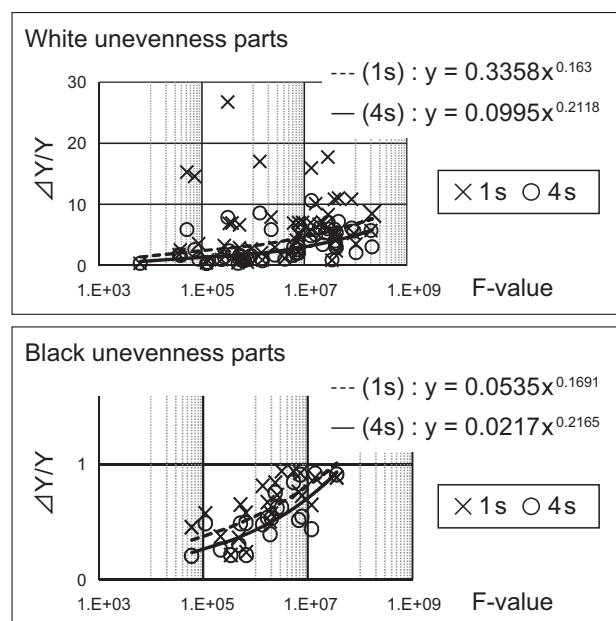 White unevenness parts
30
20
10
0
⊿Y/Y
--- (1s) : y = 0.3358x^0.163
— (4s) : y = 0.0995x^0.2118
× 1s ○ 4s
1.E+03 1.E+05 1.E+07 1.E+09 F-value
Black unevenness parts
1
0
⊿Y/Y
--- (1s) : y = 0.0535x^0.1691
— (4s) : y = 0.0217x^0.2165
× 1s ○ 4s
1.E+03 1.E+05 1.E+07 1.E+09 F-value